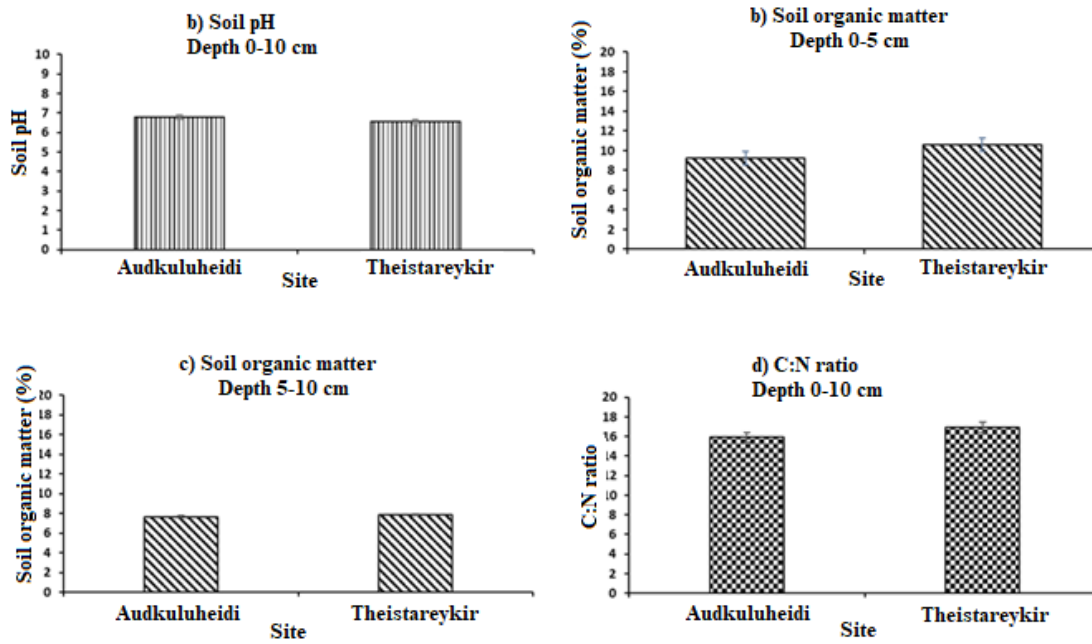 b) Soil pH
Depth 0-10 cm
10
9
8
7
6
5
4
3
2
1
0
Soil pH
Audkuluheidi
Theistareykir
Site
b) Soil organic matter
Depth 0-5 cm
20
18
16
14
12
10
8
6
4
2
0
Soil organic matter (%)
Audkuluheidi
Theistareykir
Site
c) Soil organic matter
Depth 5-10 cm
20
18
16
14
12
10
8
6
4
2
0
Soil organic matter (%)
Audkuluheidi
Theistareykir
Site
d) C:N ratio
Depth 0-10 cm
20
18
16
14
12
10
8
6
4
2
0
C:N ratio
Audkuluheidi
Theistareykir
Site